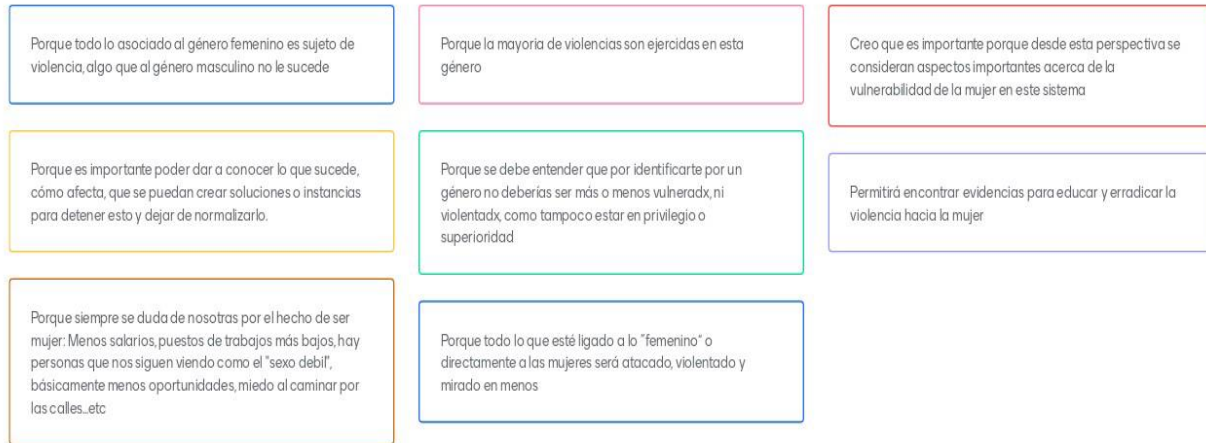 Porque todo lo asociado al género femenino es sujeto de
violencia, algo que al género masculino no le sucede
Porque es importante poder dar a conocer lo que sucede,
cómo afecta, que se puedan crear soluciones o instancias
para detener esto y dejar de normalizarlo.
Porque siempre se duda de nosotras por el hecho de ser
mujer: Menos salarios, puestos de trabajos más bajos, hay
personas que nos siguen viendo como el "sexo debil",
básicamente menos oportunidades, miedo al caminar por
las calles...etc
Porque la mayoria de violencias son ejercidas en esta
género
Porque se debe entender que por identificarte por un
género no deberías ser más o menos vulneradx, ni
violentadx, como tampoco estar en privilegio o
superioridad
Porque todo lo que esté ligado a lo "femenino" o
directamente a las mujeres será atacado, violentado y
mirado en menos
Creo que es importante porque desde esta perspectiva se
consideran aspectos importantes acerca de la
vulnerabilidad de la mujer en este sistema
Permitirá encontrar evidencias para educar y erradicar la
violencia hacia la mujer